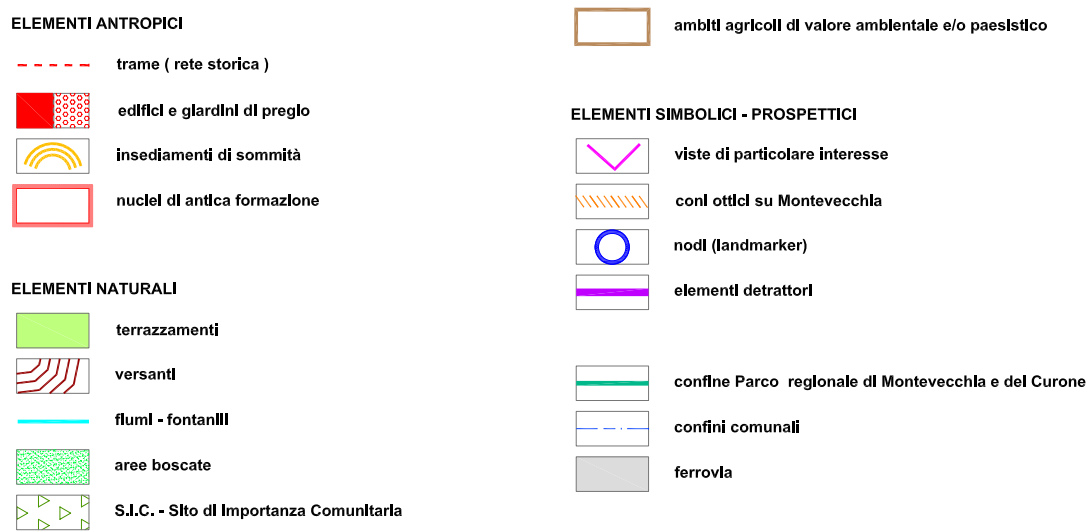 ELEMENTI ANTROPICI
trame ( rete storica )
edifici e giardini di pregio
insediamenti di sommità
nuclei di antica formazione
ELEMENTI NATURALI
terrazzamenti
versanti
fiumi - fontanili
aree boscate
S.I.C. - Sito di Importanza Comunitaria
ambiti agricoli di valore ambientale e/o paesistico
ELEMENTI SIMBOLICI - PROSPETTICI
viste di particolare interesse
coni ottici su Montevecchia
nodi (landmarker)
elementi detrattori
confine Parco regionale di Montevecchia e del Curone
confini comunali
ferrovia